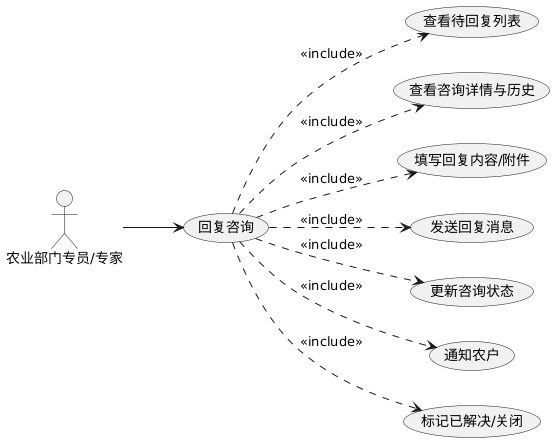 查看待回复列表
«include»
查看咨询详情与历史
«include»
填写回复内容/附件
«include»
农业部门专员/专家
回复咨询
«include»
发送回复消息
«include»
更新咨询状态
«include»
通知农户
«include»
标记已解决/关闭